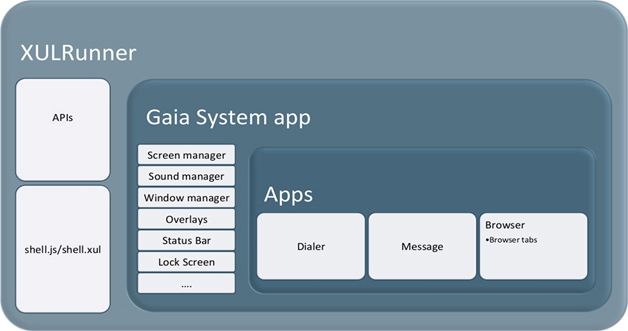 XULRunner
APIs
shell.js/shell.xul
Gaia System app
Screen manager
Sound manager
Window manager
Overlays
Status Bar
Lock Screen
....
Apps
Dialer
Message
Browser
•Browser tabs